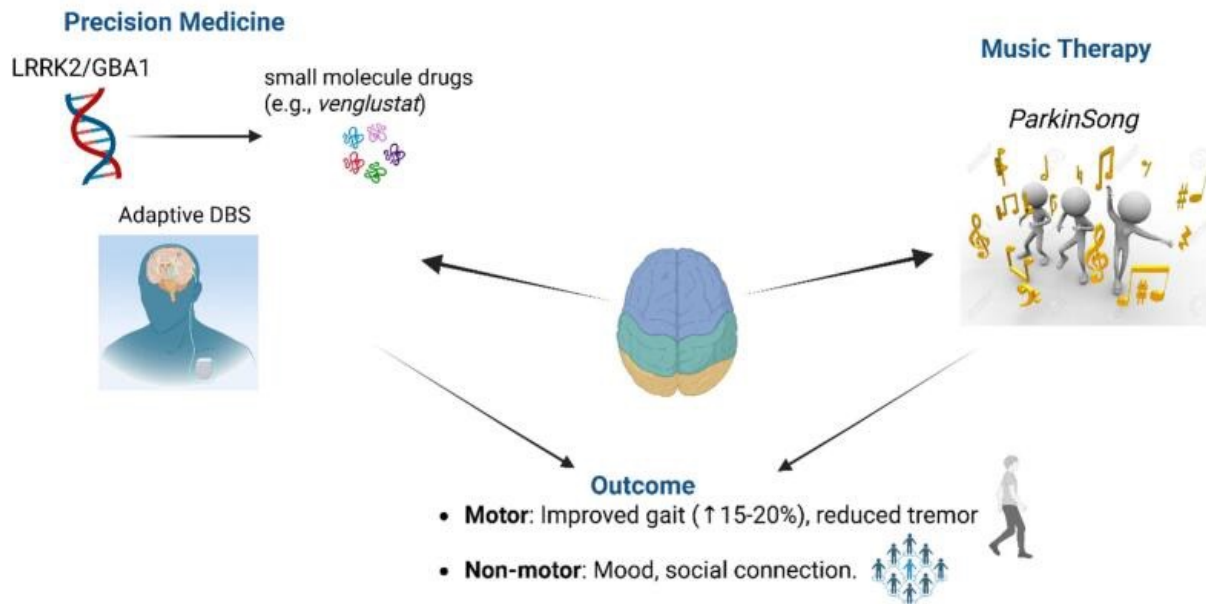 Precision Medicine
LRRK2/GBA1
small molecule drugs
(e.g., venglustat)
Adaptive DBS
Music Therapy
ParkinSong
Outcome
• Motor: Improved gait (↑15-20%), reduced tremor
• Non-motor: Mood, social connection.